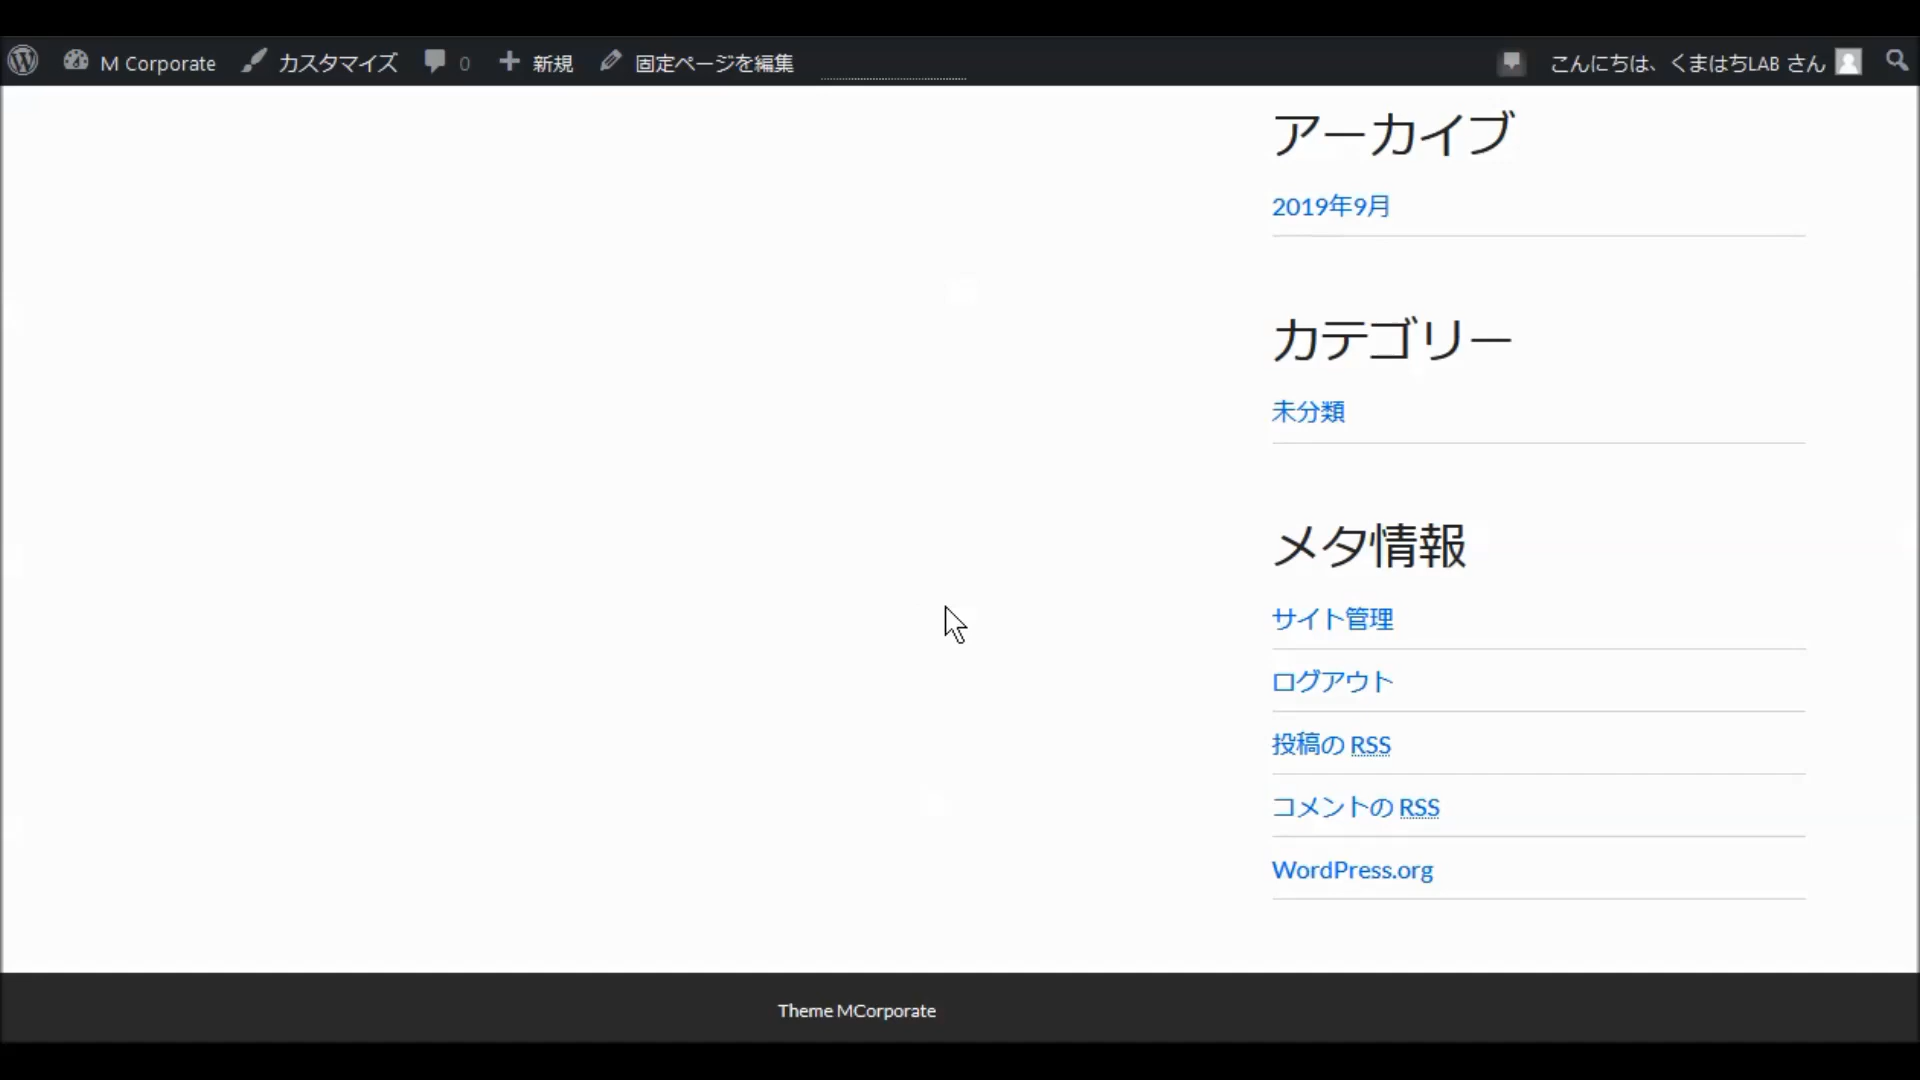 M Corporate カスタマイズ 0 新規 固定ページを編集 こんにちは、くまはちLAB さん
アーカイブ
2019年9月
カテゴリー
未分類
メタ情報
サイト管理
ログアウト
投稿の RSS
コメントの RSS
WordPress.org
Theme MCorporate